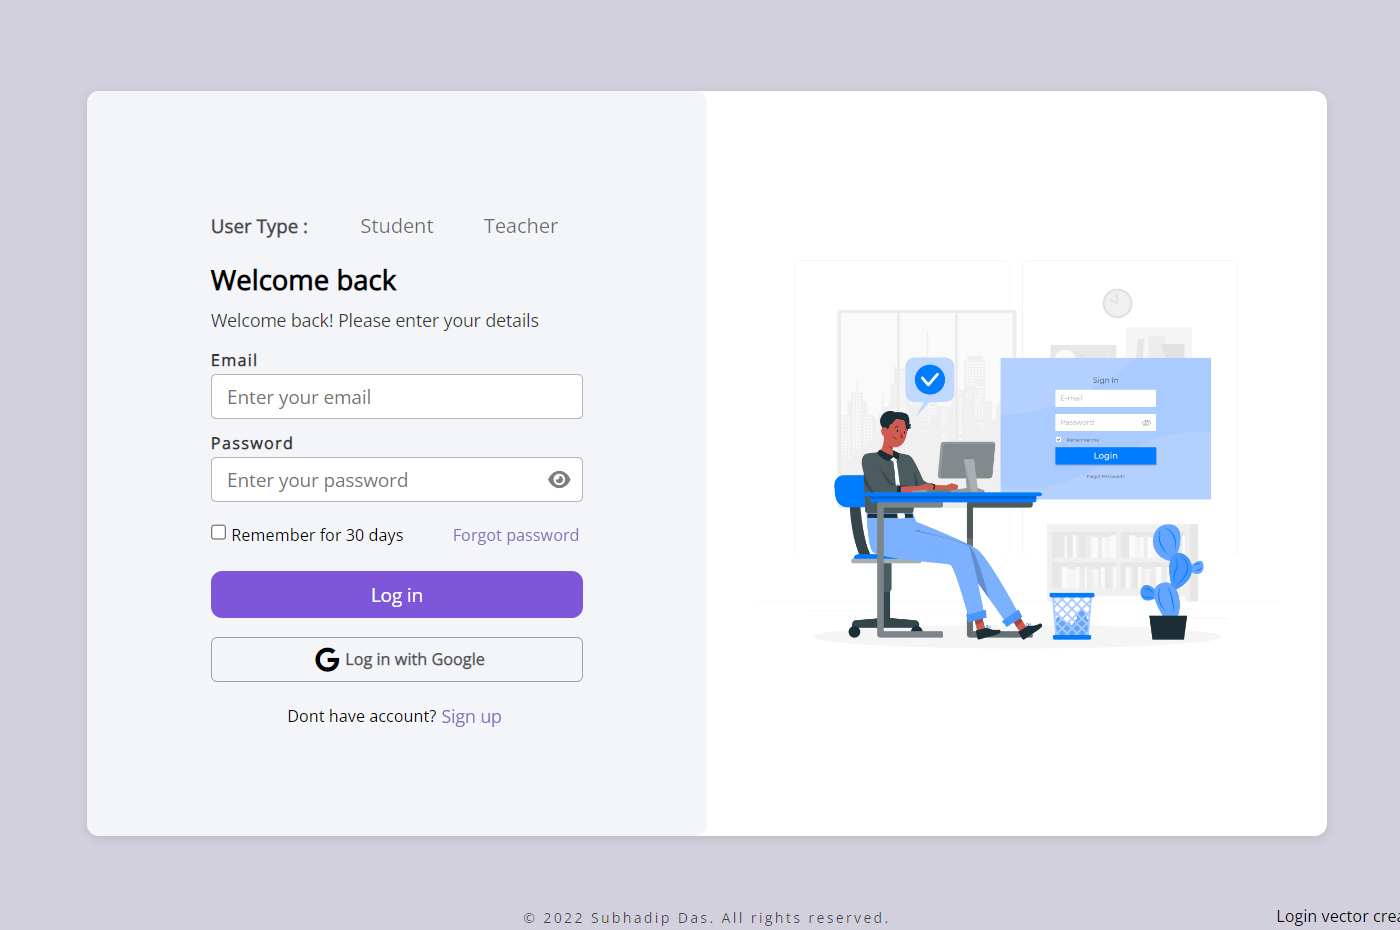 User Type :
Student
Teacher
Welcome back
Welcome back! Please enter your details
Email
Enter your email
Password
Enter your password
Remember for 30 days
Forgot password
Log in
Log in with Google
Dont have account? Sign up
Sign in
E-mail
Password
Remember me
Login
Forgot Password?
© 2022 Subhadip Das. All rights reserved.
Login vector crea